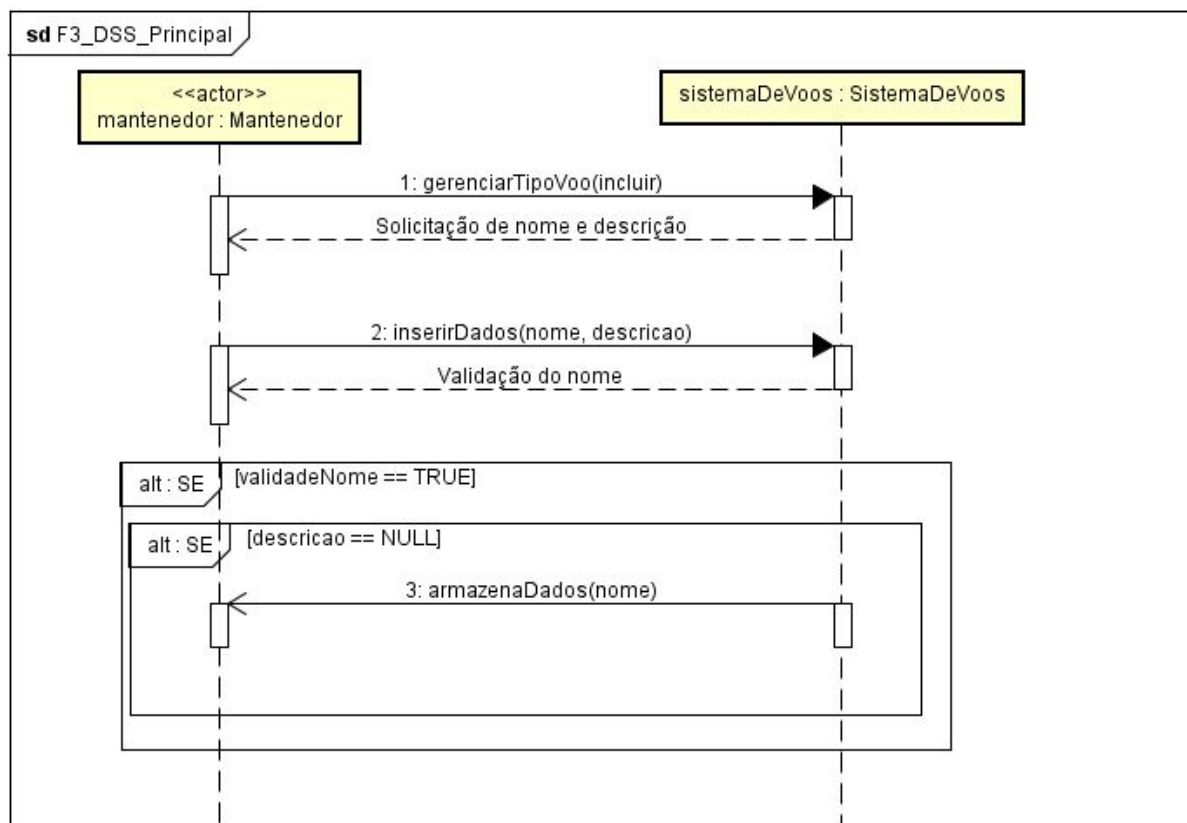 sd F3_DSS_Principal
<<actor>>
mantenedor : Mantenedor
sistemaDeVoos : SistemaDeVoos
1: gerenciarTipoVoo(incluir)
Solicitação de nome e descrição
2: inserirDados(nome, descricao)
Validação do nome
alt : SE
[validadeNome == TRUE]
alt : SE
[descricao == NULL]
3: armazenaDados(nome)